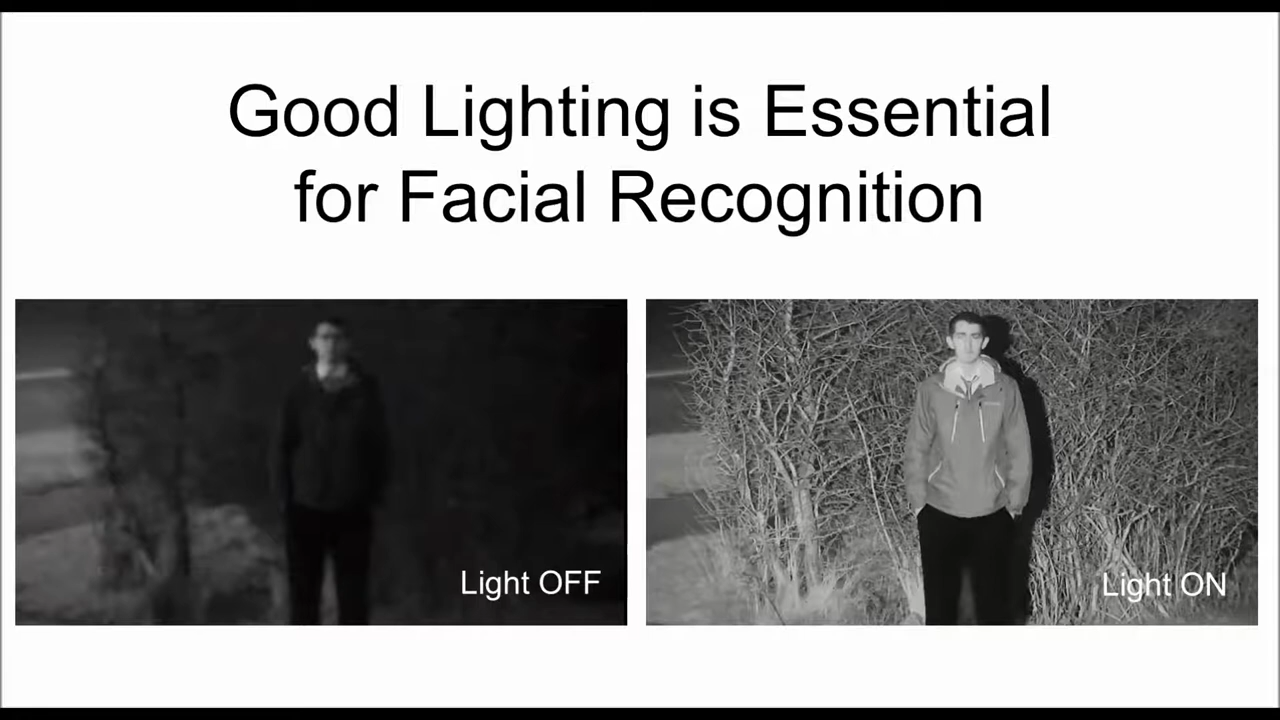 Good Lighting is Essential
for Facial Recognition
Light OFF
Light ON